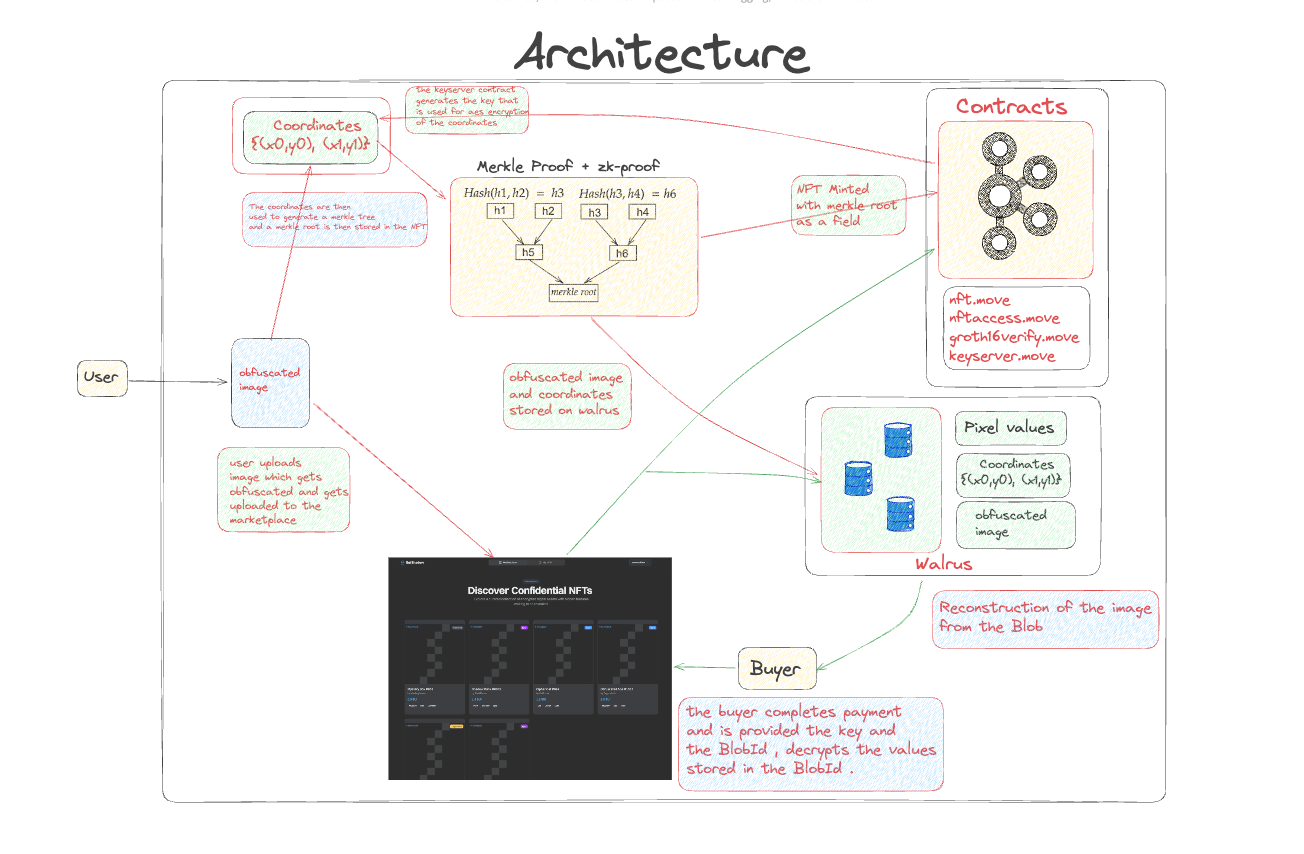 Architecture
the keyserver contract
generates the key that
is used for aes encryption
of the coordinates
Coordinates
{(x0,y0), (x1,y1)}
Contracts
Merkle Proof + zk-proof
Hash(h1,h2) = h3 Hash(h3,h4) = h6
h1 h2 h3 h4
h5 h6
merkle root
NFT Minted
with merkle root
as a field
The coordinates are then
used to generate a merkle tree
and a merkle root is then stored in the NFT
nft.move
nftaccess.move
groth16verify.move
keyserver.move
User
obfuscated
image
obfuscated image
and coordinates
stored on walrus
user uploads
image which gets
obfuscated and gets
uploaded to the
marketplace
Pixel values
Coordinates
{(x0,y0), (x1,y1)}
obfuscated
image
Walrus
Discover Confidential NFTs
Reconstruction of the image
from the Blob
Buyer
the buyer completes payment
and is provided the key and
the BlobId , decrypts the values
stored in the BlobId .